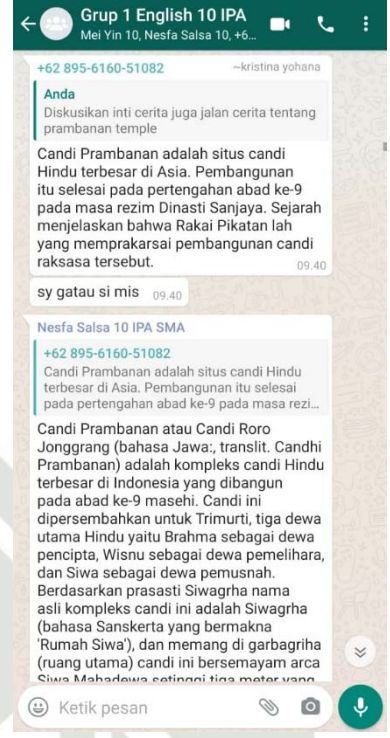 Grup 1 English 10 IPA
Mei Yin 10, Nesfa Salsa 10, +6...
+62 895-6160-51082 ~kristina yohana
Anda
Diskusikan inti cerita juga jalan cerita tentang
prambanan temple
Candi Prambanan adalah situs candi
Hindu terbesar di Asia. Pembangunan
itu selesai pada pertengahan abad ke-9
pada masa rezim Dinasti Sanjaya. Sejarah
menjelaskan bahwa Rakai Pikatan lah
yang memprakarsai pembangunan candi
raksasa tersebut.
09.40
sy gatau si mis 09.40
Nesfa Salsa 10 IPA SMA
+62 895-6160-51082
Candi Prambanan adalah situs candi Hindu
terbesar di Asia. Pembangunan itu selesai
pada pertengahan abad ke-9 pada masa rezi...
Candi Prambanan atau Candi Roro
Jonggrang (bahasa Jawa:, translit. Candhi
Prambanan) adalah kompleks candi Hindu
terbesar di Indonesia yang dibangun
pada abad ke-9 masehi. Candi ini
dipersembahkan untuk Trimurti, tiga dewa
utama Hindu yaitu Brahma sebagai dewa
pencipta, Wisnu sebagai dewa pemelihara,
dan Siwa sebagai dewa pemusnah.
Berdasarkan prasasti Siwagrha nama
asli kompleks candi ini adalah Siwagrha
(bahasa Sanskerta yang bermakna
'Rumah Siwa'), dan memang di garbagriha
(ruang utama) candi ini bersemayam arca
Siwa Mahadewa setinggi tiga meter yang
Ketik pesan